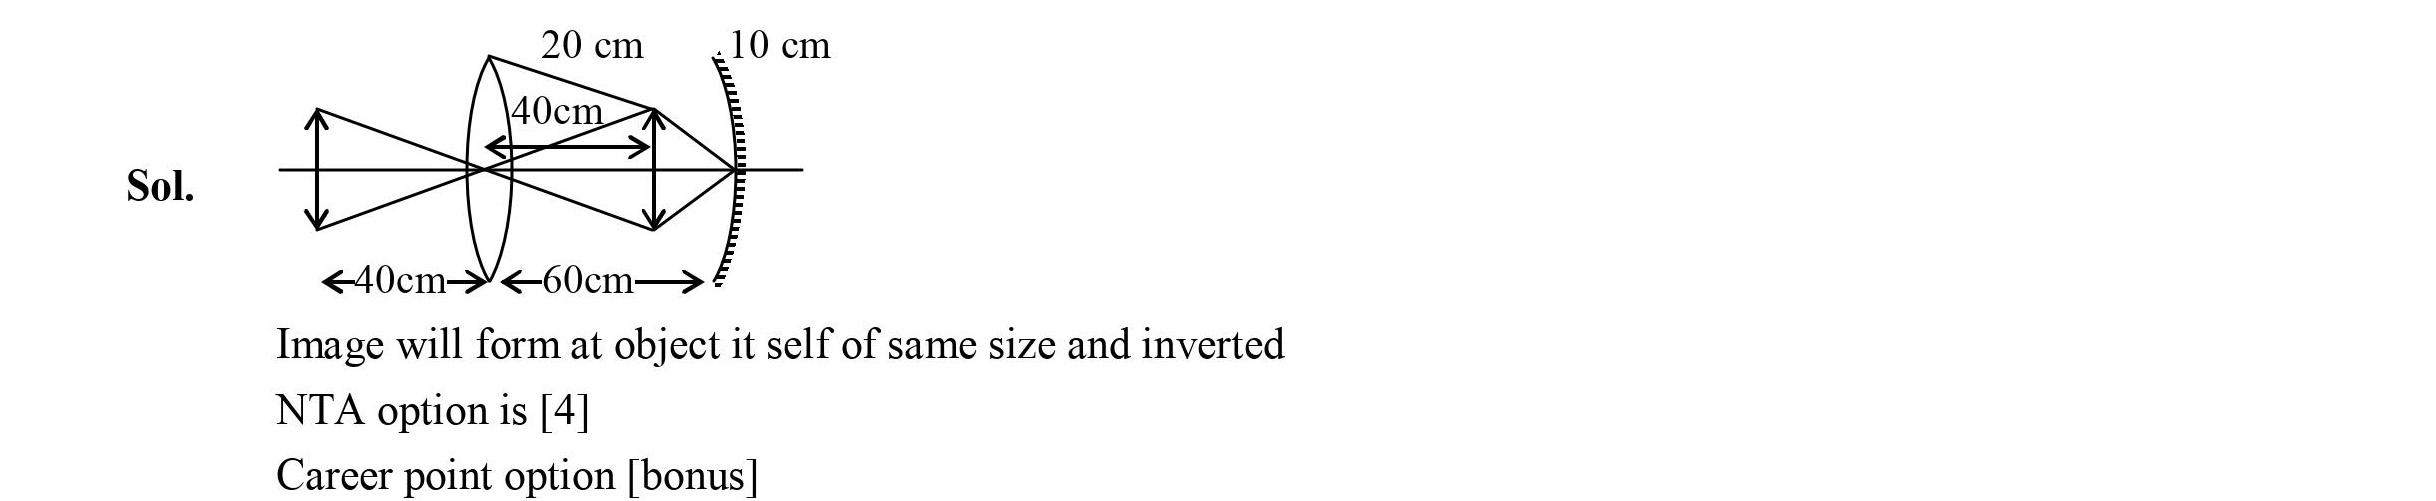 20 cm
10 cm
40cm
Sol.
40cm
60cm
Image will form at object it self of same size and inverted
NTA option is [4]
Career point option [bonus]